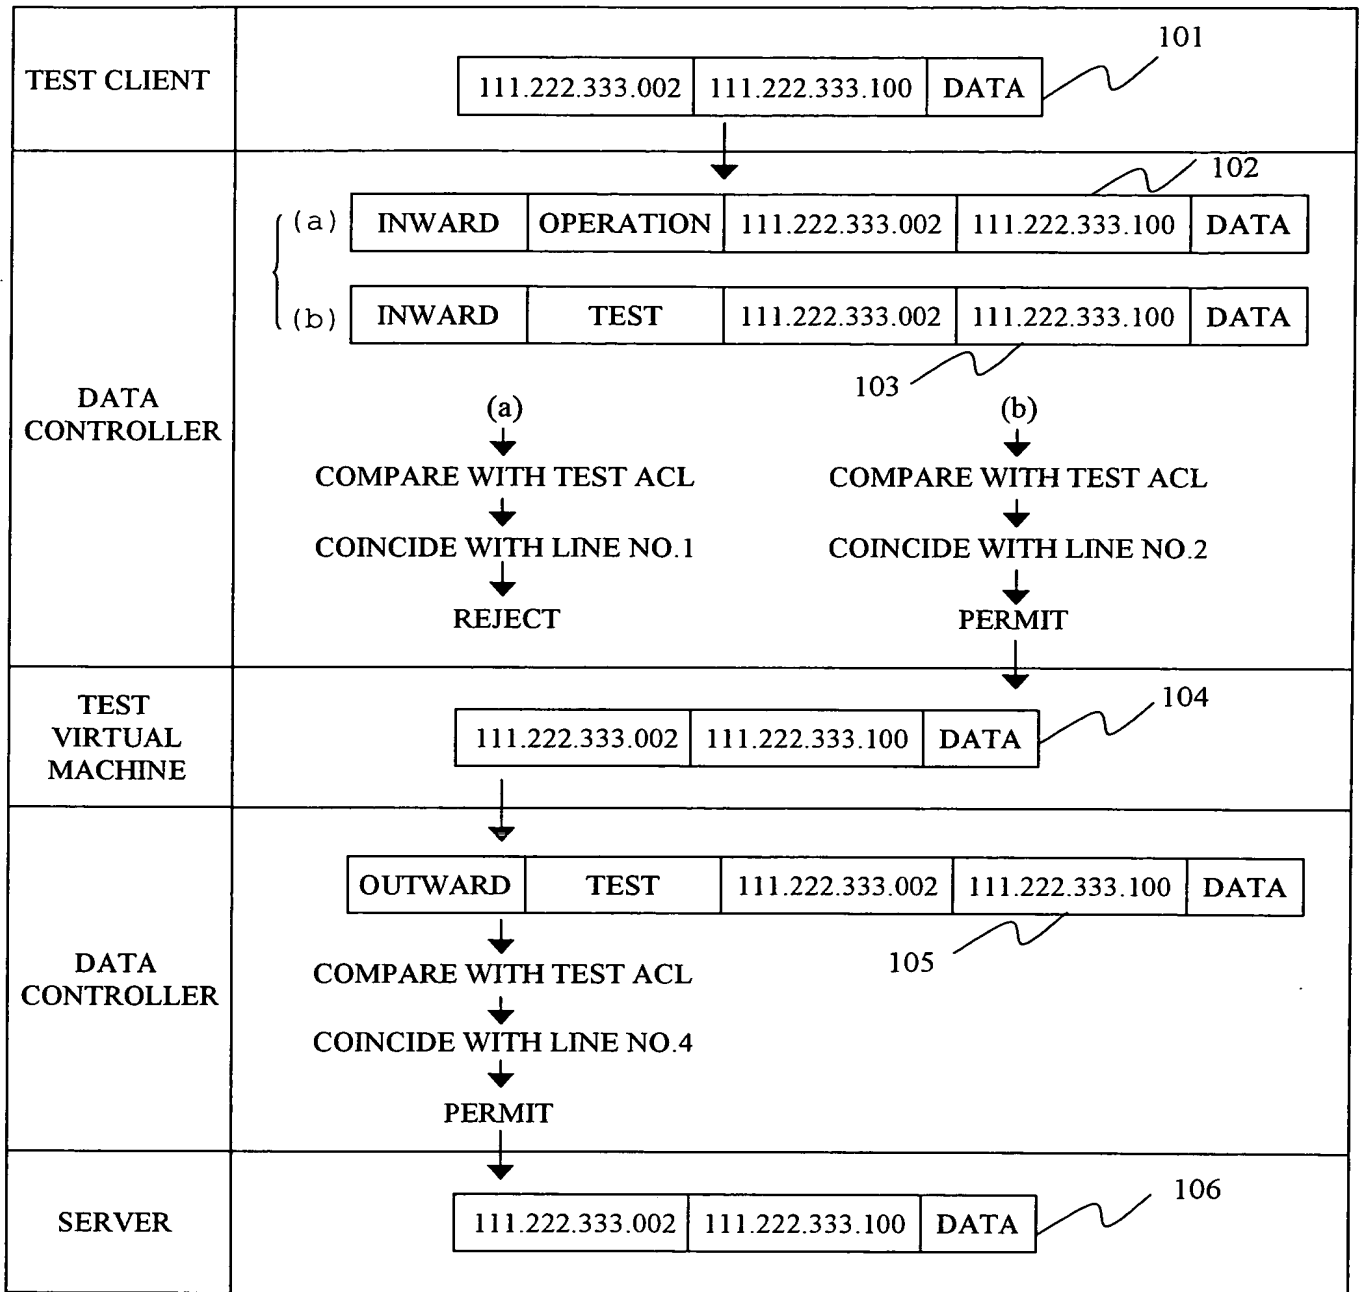 TEST CLIENT
111.222.333.002 111.222.333.100 DATA
101
DATA
CONTROLLER
102
(a) INWARD OPERATION 111.222.333.002 111.222.333.100 DATA
(b) INWARD TEST 111.222.333.002 111.222.333.100 DATA
103
(a)
COMPARE WITH TEST ACL
COINCIDE WITH LINE NO.1
REJECT
(b)
COMPARE WITH TEST ACL
COINCIDE WITH LINE NO.2
PERMIT
TEST
VIRTUAL
MACHINE
111.222.333.002 111.222.333.100 DATA
104
DATA
CONTROLLER
OUTWARD TEST 111.222.333.002 111.222.333.100 DATA
105
COMPARE WITH TEST ACL
COINCIDE WITH LINE NO.4
PERMIT
SERVER
111.222.333.002 111.222.333.100 DATA
106